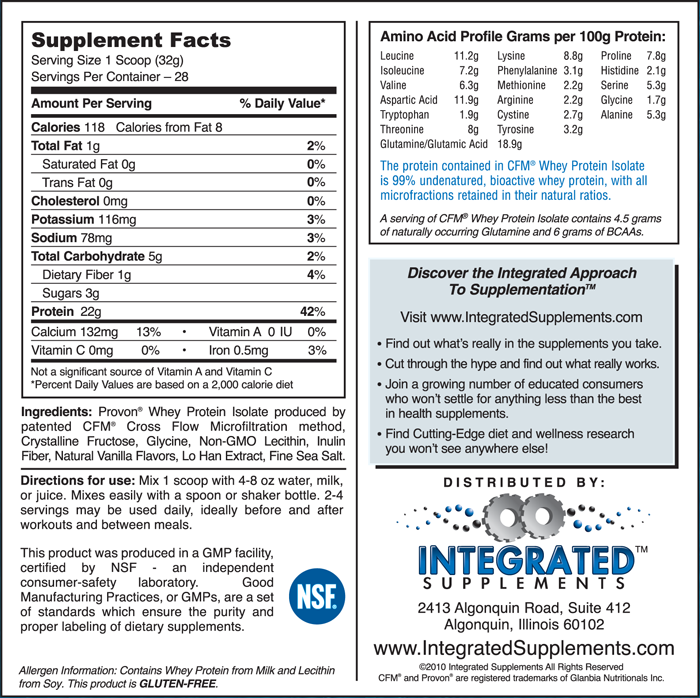 Supplement Facts
Serving Size 1 Scoop (32g)
Servings Per Container – 28
Amount Per Serving % Daily Value*
Calories 118 Calories from Fat 8
Total Fat 1g 2%
Saturated Fat 0g 0%
Trans Fat 0g 0%
Cholesterol 0mg 0%
Potassium 116mg 3%
Sodium 78mg 3%
Total Carbohydrate 5g 2%
Dietary Fiber 1g 4%
Sugars 3g
Protein 22g 42%
Calcium 132mg 13% • Vitamin A 0 IU 0%
Vitamin C 0mg 0% • Iron 0.5mg 3%
Not a significant source of Vitamin A and Vitamin C
*Percent Daily Values are based on a 2,000 calorie diet
Ingredients: Provon® Whey Protein Isolate produced by
patented CFM® Cross Flow Microfiltration method,
Crystalline Fructose, Glycine, Non-GMO Lecithin, Inulin
Fiber, Natural Vanilla Flavors, Lo Han Extract, Fine Sea Salt.
Directions for use: Mix 1 scoop with 4-8 oz water, milk,
or juice. Mixes easily with a spoon or shaker bottle. 2-4
servings may be used daily, ideally before and after
workouts and between meals.
This product was produced in a GMP facility,
certified by NSF - an independent
consumer-safety laboratory. Good
Manufacturing Practices, or GMPs, are a set
of standards which ensure the purity and
proper labeling of dietary supplements.
NSF.
Allergen Information: Contains Whey Protein from Milk and Lecithin
from Soy. This product is GLUTEN-FREE.
Amino Acid Profile Grams per 100g Protein:
Leucine 11.2g Lysine 8.8g Proline 7.8g
Isoleucine 7.2g Phenylalanine 3.1g Histidine 2.1g
Valine 6.3g Methionine 2.2g Serine 5.3g
Aspartic Acid 11.9g Arginine 2.2g Glycine 1.7g
Tryptophan 1.9g Cystine 2.7g Alanine 5.3g
Threonine 8g Tyrosine 3.2g
Glutamine/Glutamic Acid 18.9g
The protein contained in CFM® Whey Protein Isolate
is 99% undenatured, bioactive whey protein, with all
microfractions retained in their natural ratios.
A serving of CFM® Whey Protein Isolate contains 4.5 grams
of naturally occurring Glutamine and 6 grams of BCAAs.
Discover the Integrated Approach
To Supplementation™
Visit www.IntegratedSupplements.com
• Find out what's really in the supplements you take.
• Cut through the hype and find out what really works.
• Join a growing number of educated consumers
who won't settle for anything less than the best
in health supplements.
• Find Cutting-Edge diet and wellness research
you won't see anywhere else!
DISTRIBUTED BY:
INTEGRATED™
SUPPLEMENTS
2413 Algonquin Road, Suite 412
Algonquin, Illinois 60102
www.IntegratedSupplements.com
©2010 Integrated Supplements All Rights Reserved
CFM® and Provon® are registered trademarks of Glanbia Nutritionals Inc.